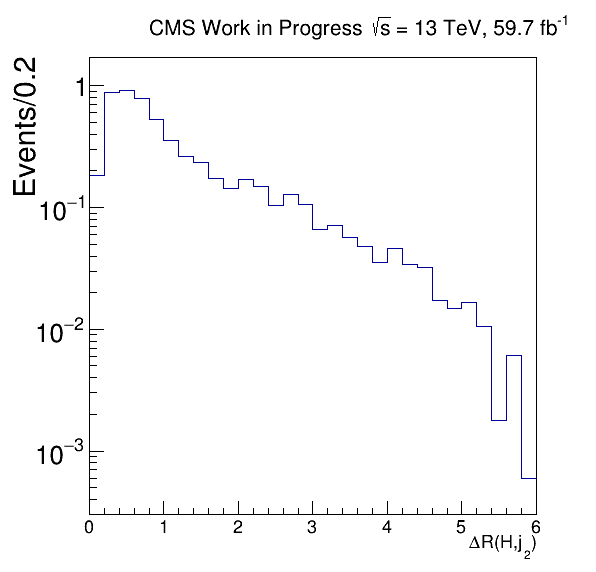 CMS Work in Progress √s = 13 TeV, 59.7 fb⁻¹
Events/0.2
1
10⁻¹
10⁻²
10⁻³
0 1 2 3 4 5 6
ΔR(H,j₂)